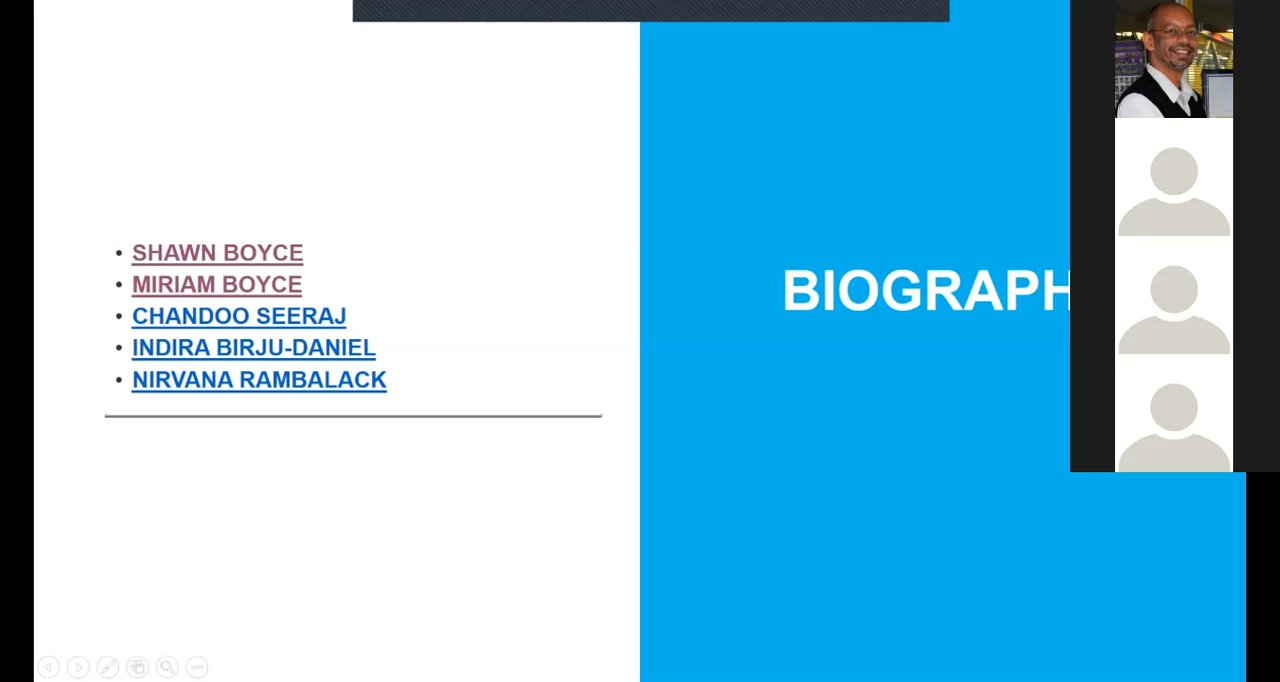 SHAWN BOYCE
MIRIAM BOYCE
CHANDOO SEERAJ
INDIRA BIRJU-DANIEL
NIRVANA RAMBALACK
BIOGRAPH